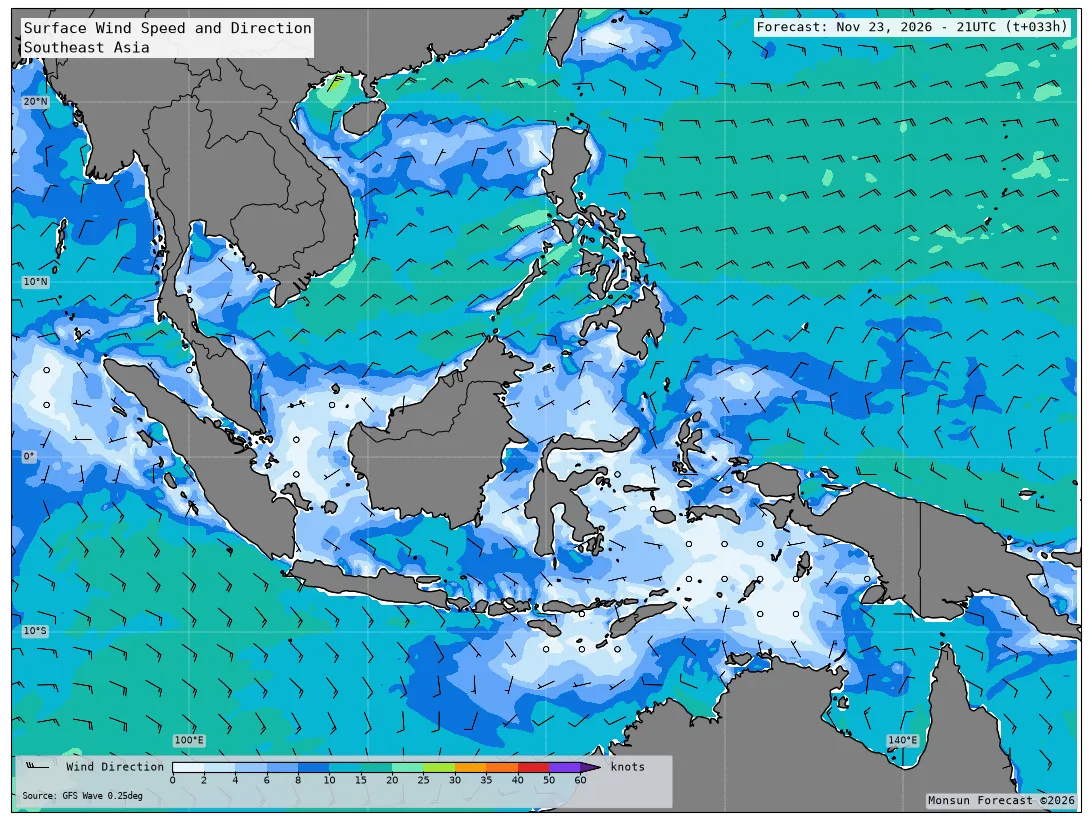 Surface Wind Speed and Direction
Southeast Asia
Forecast: Nov 23, 2026 - 21UTC (t+033h)
20°N
10°N
0°
10°S
100°E
140°E
Wind Direction
0 2 4 6 8 10 15 20 25 30 35 40 50 60
knots
Source: GFS Wave 0.25deg
Monsun Forecast ©2026